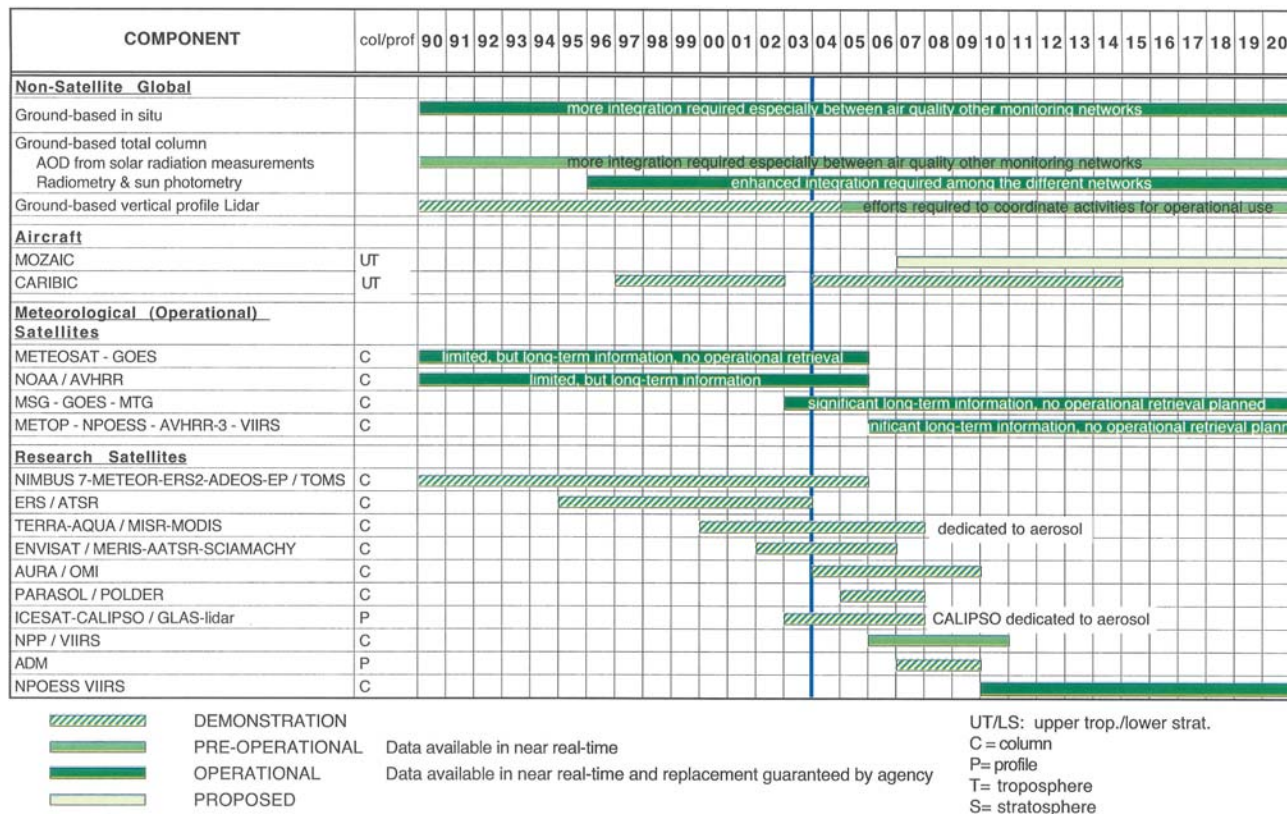 COMPONENT col/prof 90 91 92 93 94 95 96 97 98 99 00 01 02 03 04 05 06 07 08 09 10 11 12 13 14 15 16 17 18 19 20
Non-Satellite Global
Ground-based in situ more integration required especially between air quality other monitoring networks
Ground-based total column
AOD from solar radiation measurements more integration required especially between air quality other monitoring networks
Radiometry & sun photometry enhanced integration required among the different networks
Ground-based vertical profile Lidar efforts required to coordinate activities for operational use
Aircraft
MOZAIC UT
CARIBIC UT
Meteorological (Operational)
Satellites
METEOSAT - GOES C limited, but long-term information, no operational retrieval
NOAA / AVHRR C limited, but long-term information
MSG - GOES - MTG C significant long-term information, no operational retrieval planned
METOP - NPOESS - AVHRR-3 - VIIRS C nificant long-term information, no operational retrieval plann
Research Satellites
NIMBUS 7-METEOR-ERS2-ADEOS-EP / TOMS C
ERS / ATSR C
TERRA-AQUA / MISR-MODIS C dedicated to aerosol
ENVISAT / MERIS-AATSR-SCIAMACHY C
AURA / OMI C
PARASOL / POLDER C
ICESAT-CALIPSO / GLAS-lidar P CALIPSO dedicated to aerosol
NPP / VIIRS C
ADM P
NPOESS VIIRS C
DEMONSTRATION
PRE-OPERATIONAL Data available in near real-time
OPERATIONAL Data available in near real-time and replacement guaranteed by agency
PROPOSED
UT/LS: upper trop./lower strat.
C = column
P= profile
T= troposphere
S= stratosphere